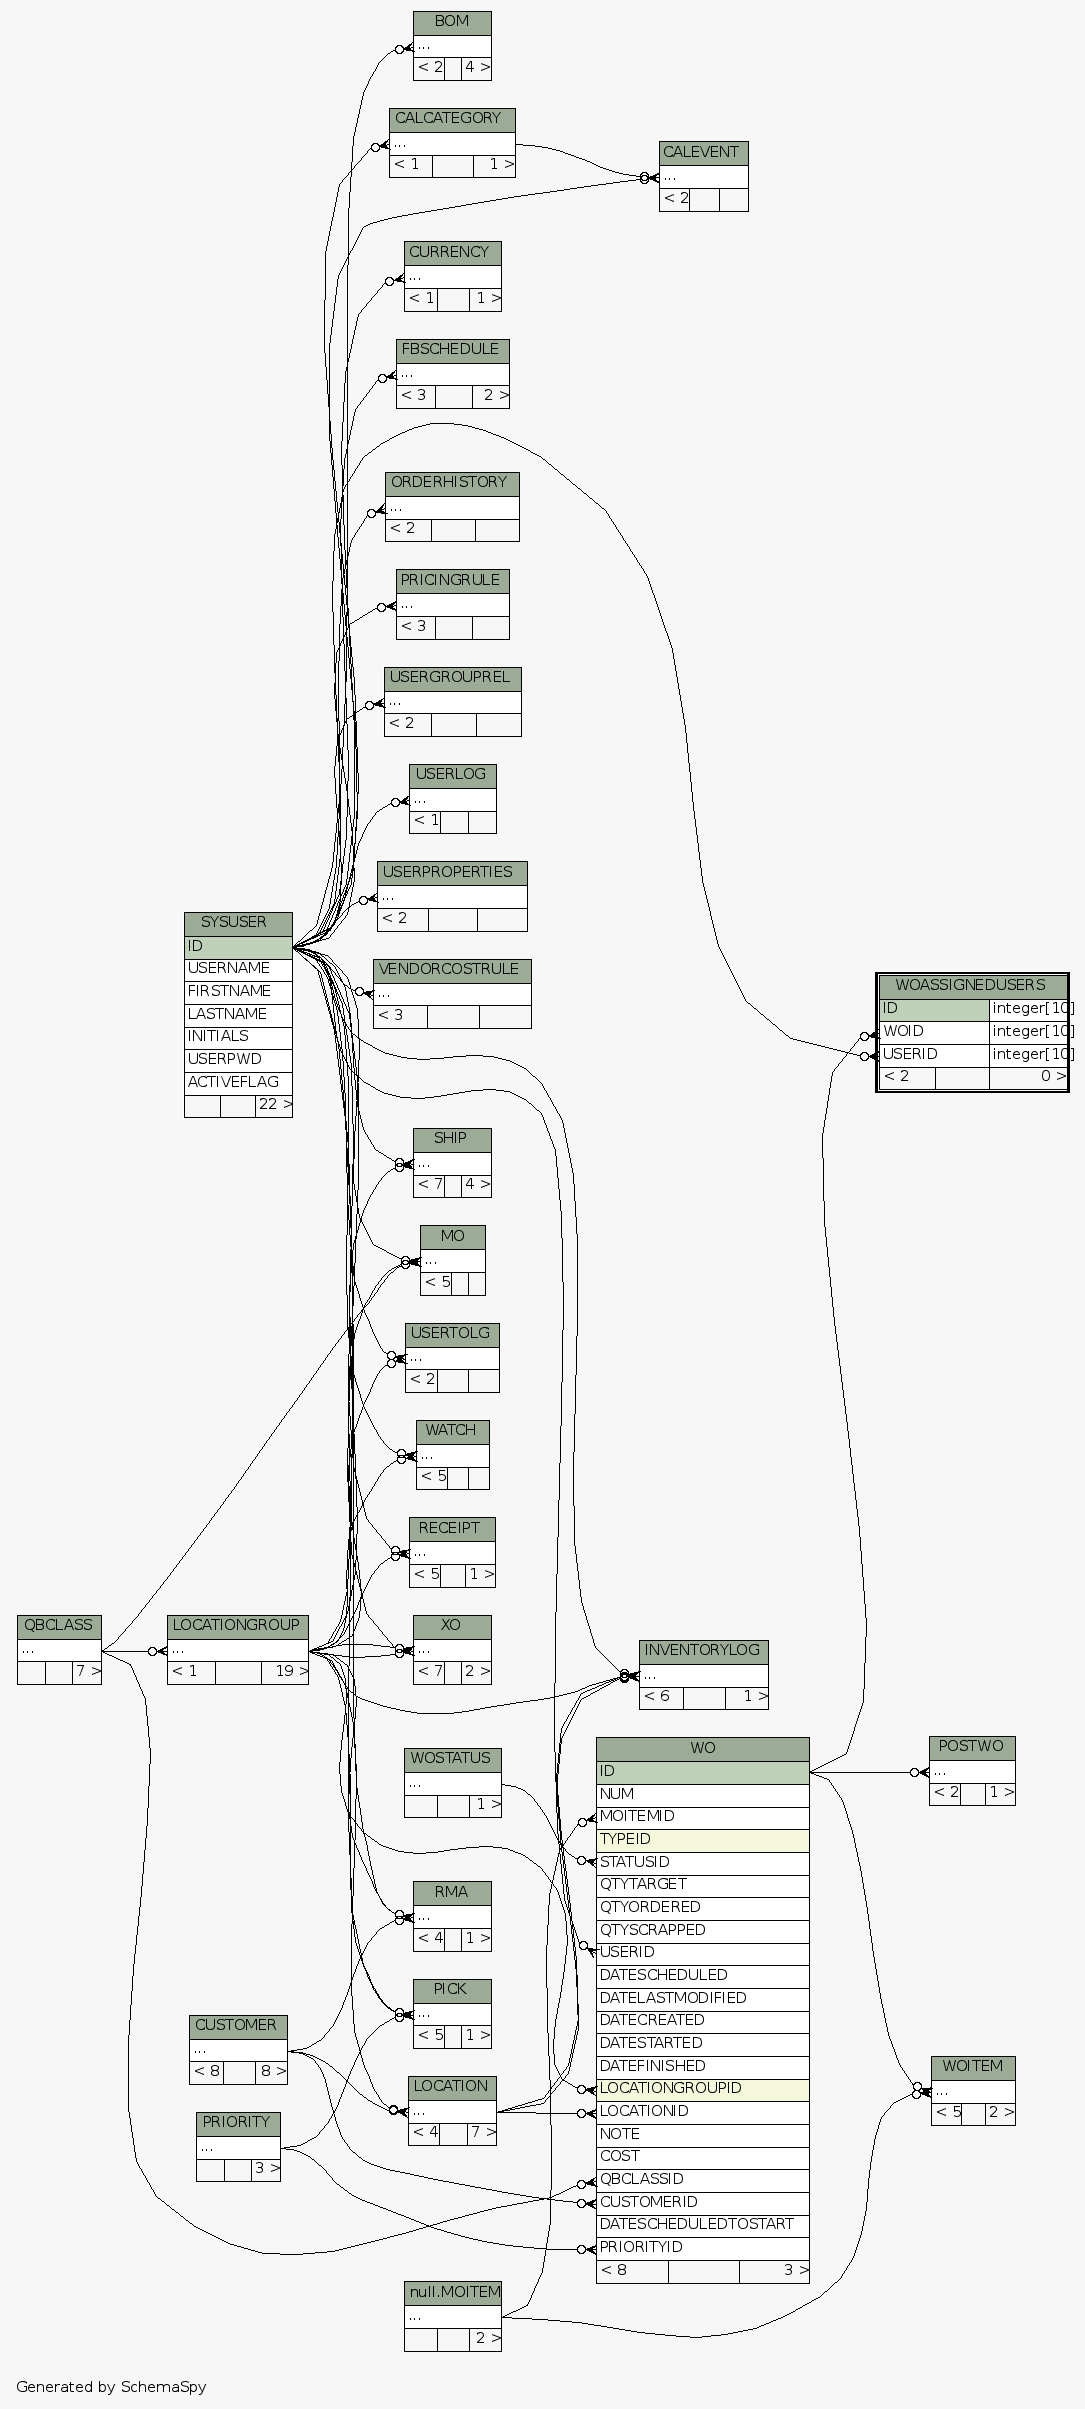 BOM
...
< 2 4 >
CALCATEGORY
...
< 1 1 >
CALEVENT
...
< 2
CURRENCY
...
< 1 1 >
FBSCHEDULE
...
< 3 2 >
ORDERHISTORY
...
< 2
PRICINGRULE
...
< 3
USERGROUPREL
...
< 2
USERLOG
...
< 1
USERPROPERTIES
...
< 2
SYSUSER
ID
USERNAME
FIRSTNAME
LASTNAME
INITIALS
USERPWD
ACTIVEFLAG
22 >
VENDORCOSTRULE
...
< 3
WOASSIGNEDUSERS
ID integer[10]
WOID integer[10]
USERID integer[10]
< 2 0 >
SHIP
...
< 7 4 >
MO
...
< 5
USERTOLG
...
< 2
WATCH
...
< 5
RECEIPT
...
< 5 1 >
QBCLASS
...
7 >
LOCATIONGROUP
...
< 1 19 >
XO
...
< 7 2 >
INVENTORYLOG
...
< 6 1 >
WOSTATUS
...
1 >
WO
ID
NUM
MOITEMID
TYPEID
STATUSID
QTYTARGET
QTYORDERED
QTYSCRAPPED
USERID
DATESCHEDULED
DATELASTMODIFIED
DATECREATED
DATESTARTED
DATEFINISHED
LOCATIONGROUPID
LOCATIONID
NOTE
COST
QBCLASSID
CUSTOMERID
DATESCHEDULEDTOSTART
PRIORITYID
< 8 3 >
POSTWO
...
< 2 1 >
RMA
...
< 4 1 >
PICK
...
< 5 1 >
CUSTOMER
...
< 8 8 >
WOITEM
...
< 5 2 >
LOCATION
...
< 4 7 >
PRIORITY
...
3 >
null.MOITEM
...
2 >
Generated by SchemaSpy